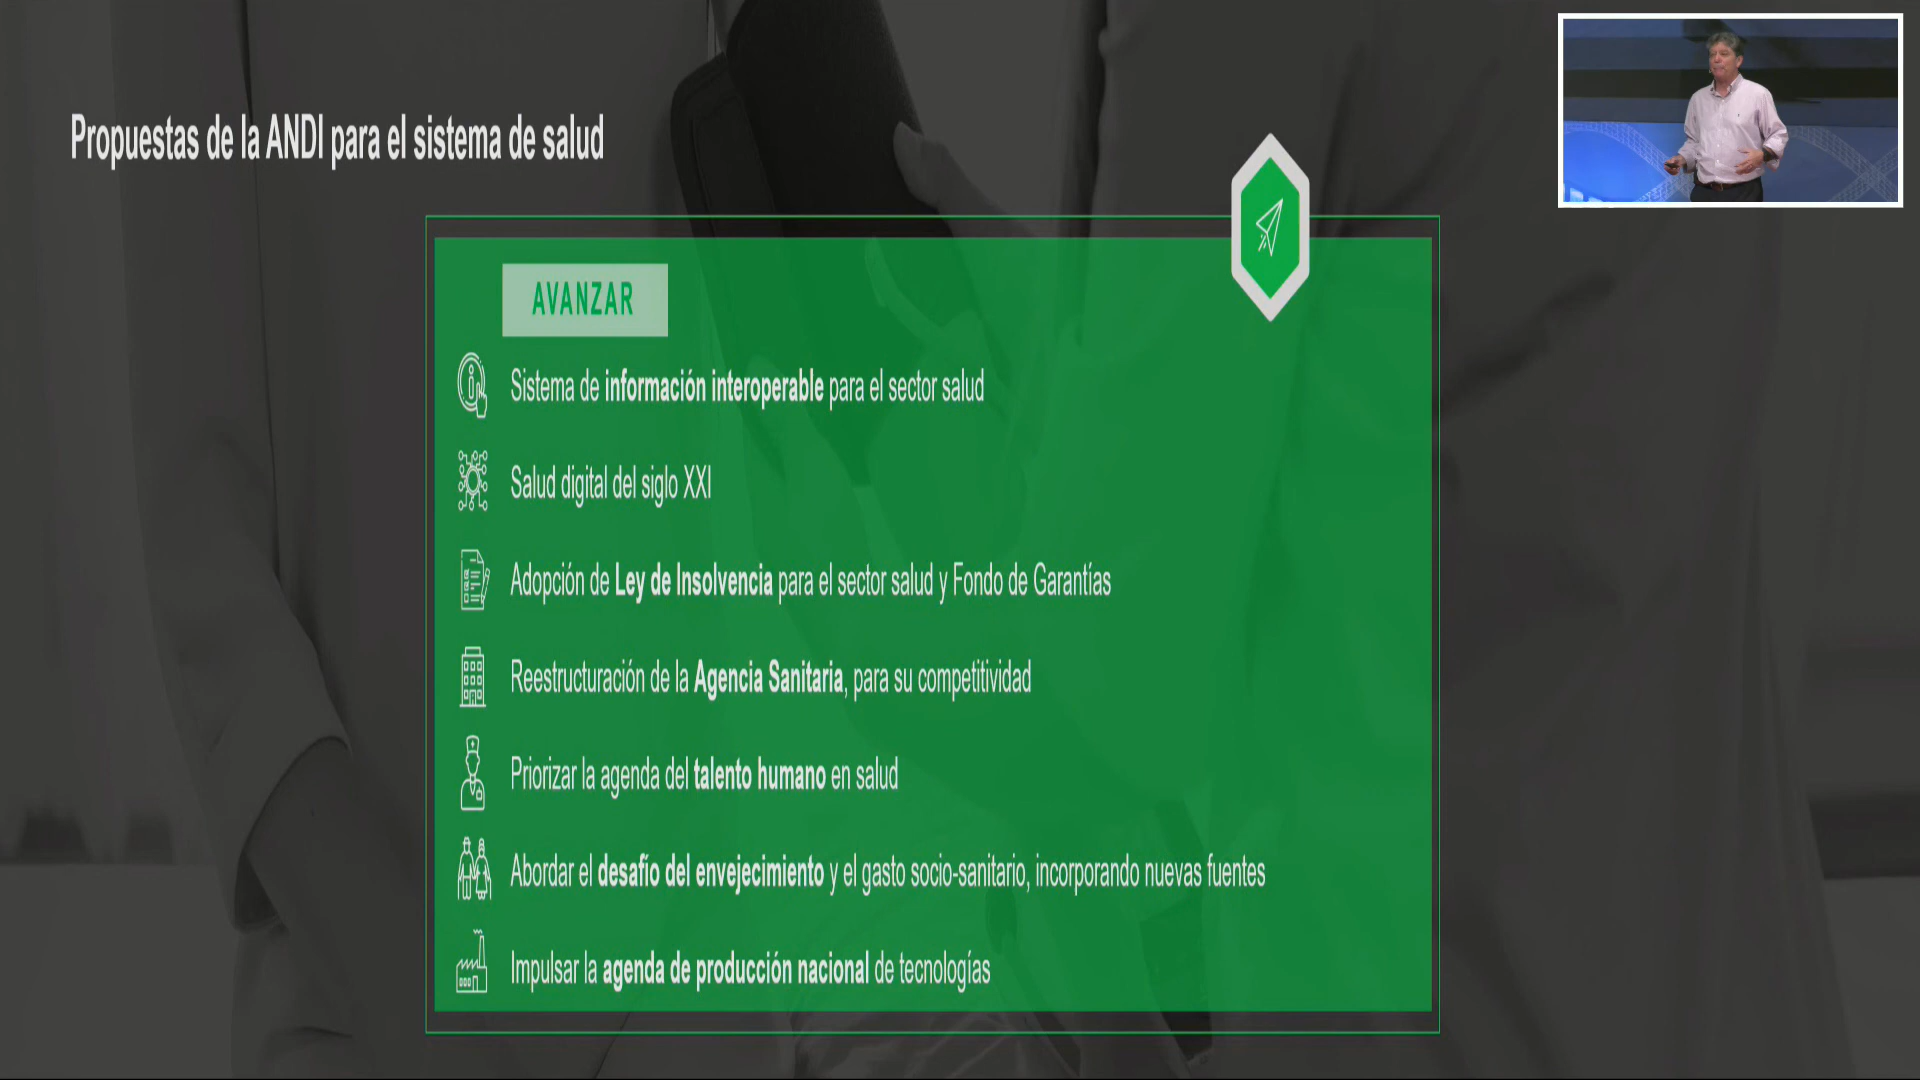 Propuestas de la ANDI para el sistema de salud
AVANZAR
Sistema de información interoperable para el sector salud
Salud digital del siglo XXI
Adopción de Ley de Insolvencia para el sector salud y Fondo de Garantías
Reestructuración de la Agencia Sanitaria, para su competitividad
Priorizar la agenda del talento humano en salud
Abordar el desafío del envejecimiento y el gasto socio-sanitario, incorporando nuevas fuentes
Impulsar la agenda de producción nacional de tecnologías